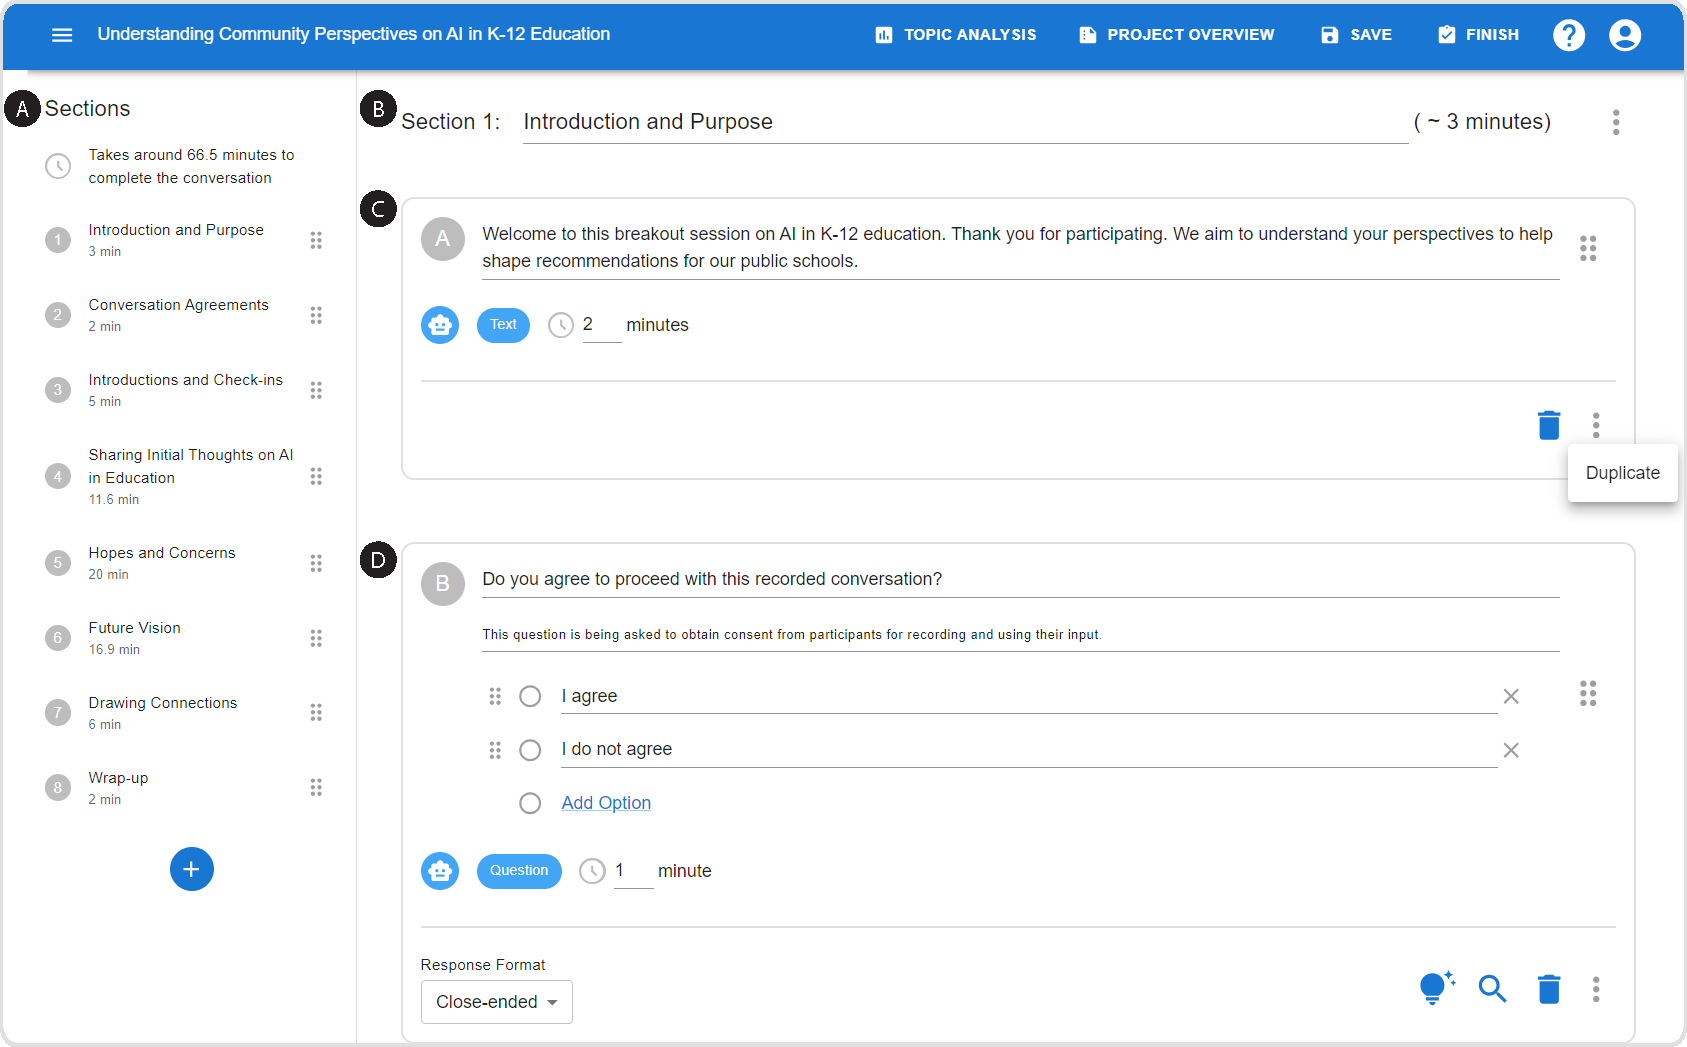 Understanding Community Perspectives on AI in K-12 Education
TOPIC ANALYSIS
PROJECT OVERVIEW
SAVE
FINISH
?
A
Sections
Takes around 66.5 minutes to
complete the conversation
1
Introduction and Purpose
3 min
2
Conversation Agreements
2 min
3
Introductions and Check-ins
5 min
4
Sharing Initial Thoughts on AI
in Education
11.6 min
5
Hopes and Concerns
20 min
6
Future Vision
16.9 min
7
Drawing Connections
6 min
8
Wrap-up
2 min
+
B
Section 1: Introduction and Purpose ( ~ 3 minutes)
C
A
Welcome to this breakout session on AI in K-12 education. Thank you for participating. We aim to understand your perspectives to help
shape recommendations for our public schools.
Text
2 minutes
Duplicate
D
B
Do you agree to proceed with this recorded conversation?
This question is being asked to obtain consent from participants for recording and using their input.
I agree
I do not agree
Add Option
Question
1 minute
Response Format
Close-ended